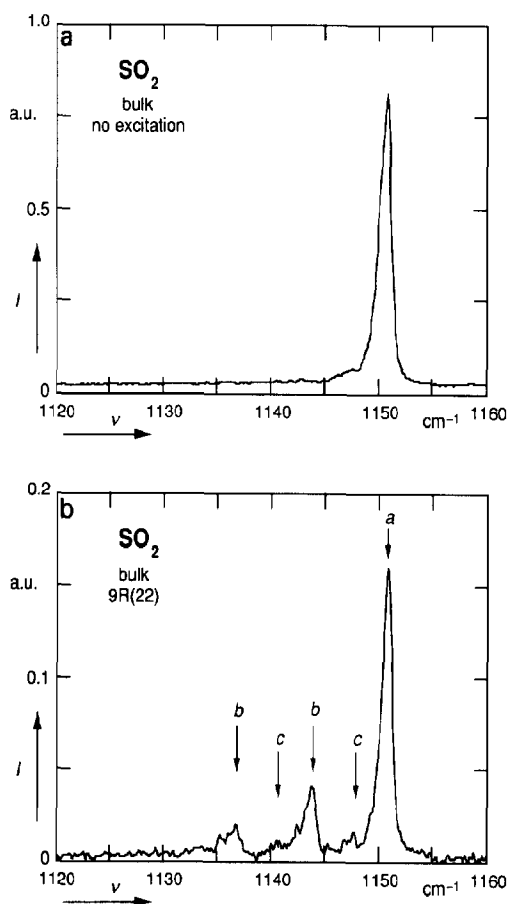 1.0
a
SO2
bulk
no excitation
a.u.
0.5
I
0
1120 1130 1140 1150 cm⁻¹ 1160
ν
0.2
b
SO2
bulk
9R(22)
a.u.
a
0.1
b
c
b
c
I
0
1120 1130 1140 1150 cm⁻¹ 1160
ν